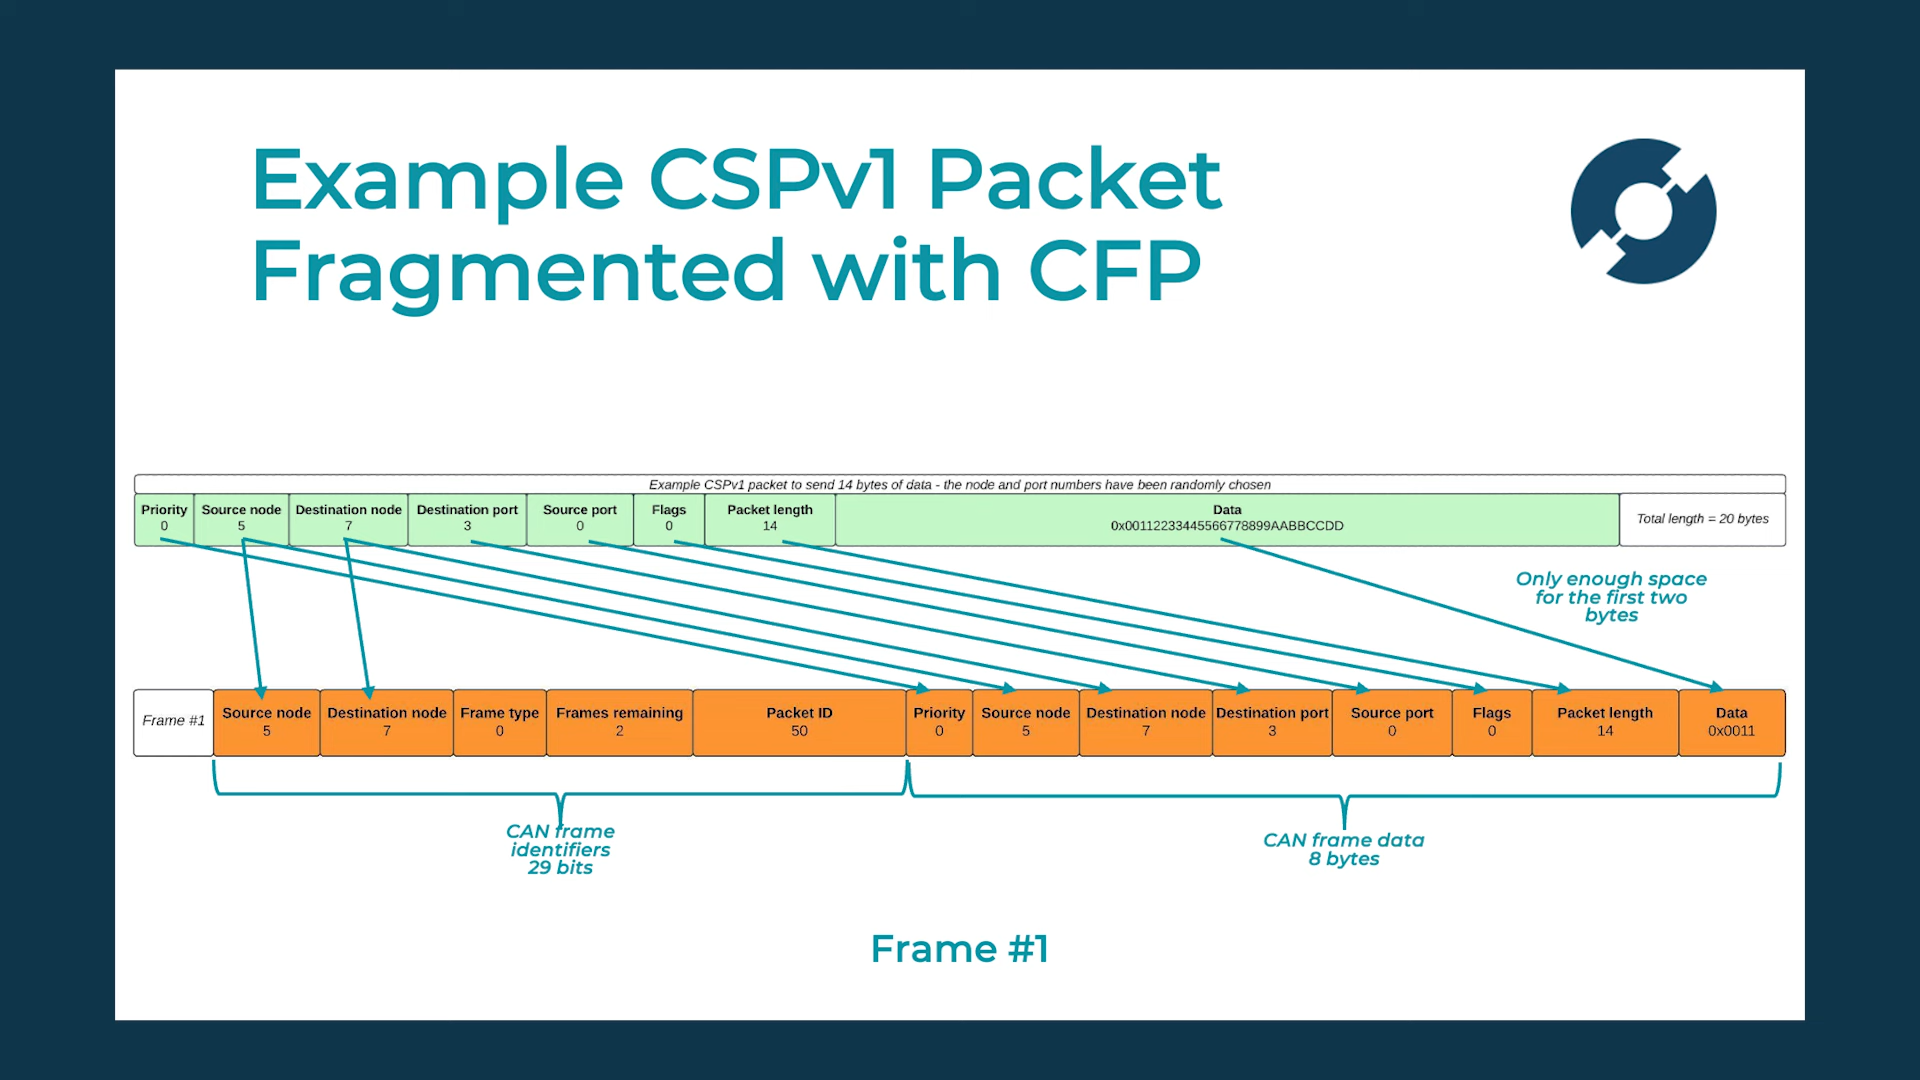 Example CSPv1 Packet
Fragmented with CFP
Example CSPv1 packet to send 14 bytes of data - the node and port numbers have been randomly chosen
Priority Source node Destination node Destination port Source port Flags Packet length Data
0 5 7 3 0 0 14 0x00112233445566778899AABBCCDD
Total length = 20 bytes
Only enough space
for the first two
bytes
Frame #1
Source node Destination node Frame type Frames remaining Packet ID Priority Source node Destination node Destination port Source port Flags Packet length Data
5 7 0 2 50 0 5 7 3 0 0 14 0x0011
CAN frame
identifiers
29 bits
CAN frame data
8 bytes
Frame #1